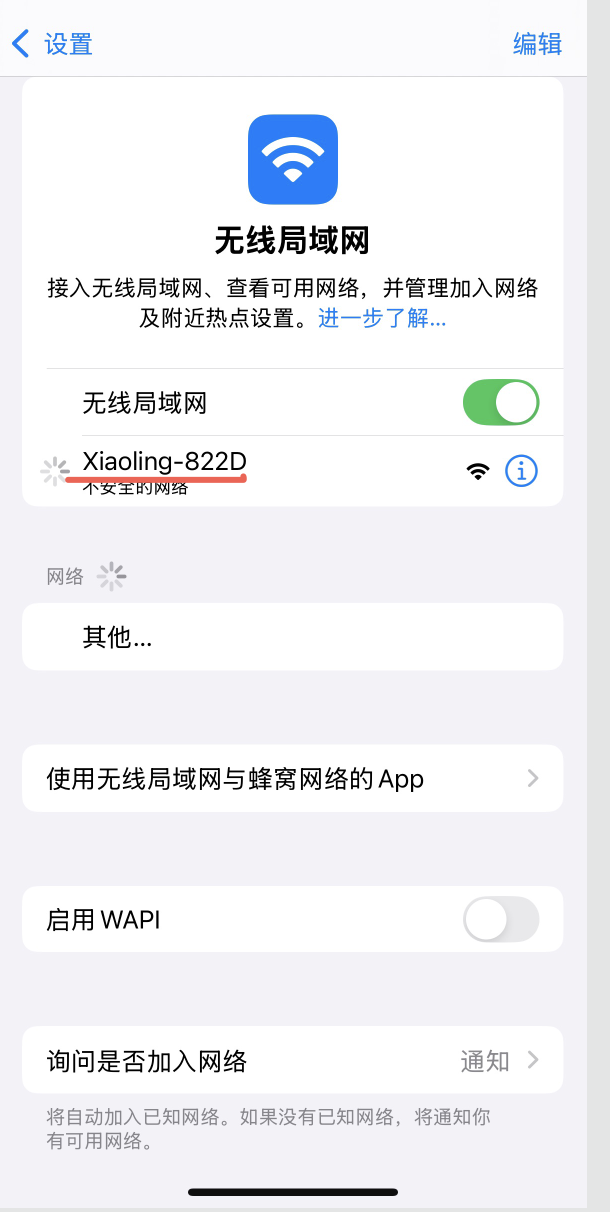 设置
编辑
无线局域网
接入无线局域网、查看可用网络，并管理加入网络
及附近热点设置。进一步了解...
无线局域网
Xiaoling-822D
不安全的网络
网络
其他...
使用无线局域网与蜂窝网络的 App
启用 WAPI
询问是否加入网络
通知
将自动加入已知网络。如果没有已知网络，将通知你
有可用网络。